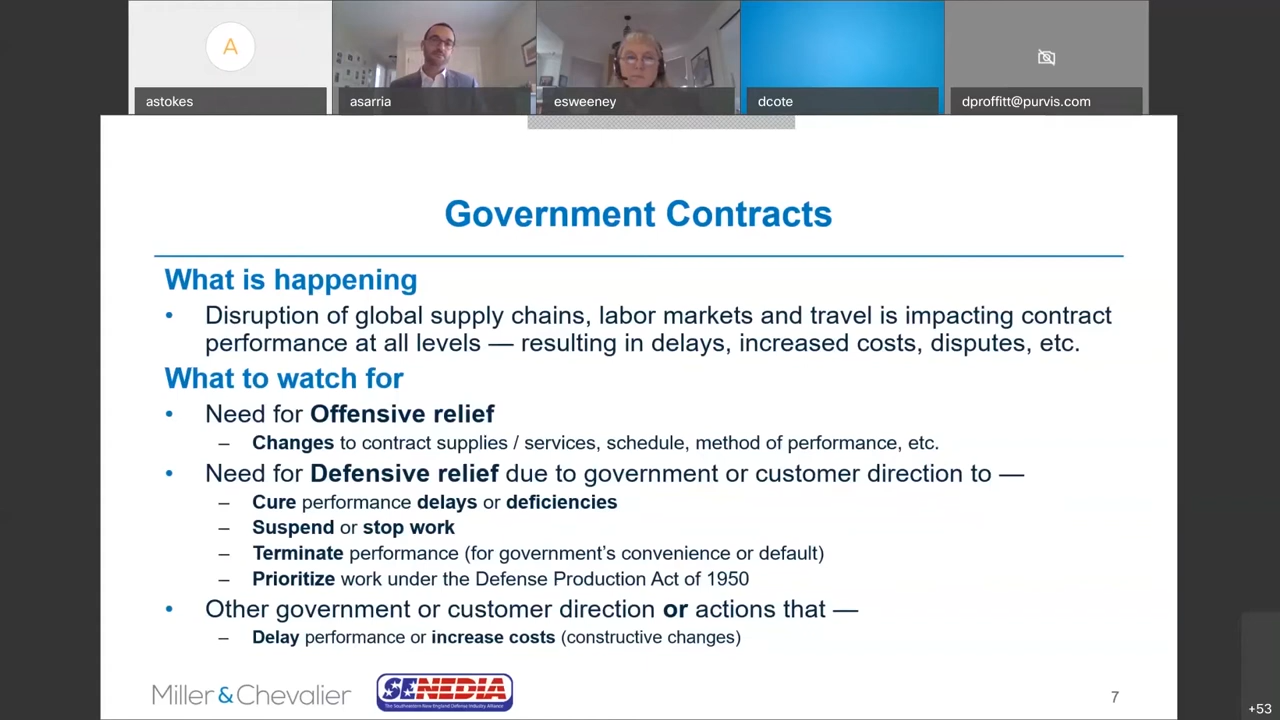 A
astokes
asarria
esweeney
dcote
dproffitt@purvis.com
Government Contracts
What is happening
• Disruption of global supply chains, labor markets and travel is impacting contract
performance at all levels — resulting in delays, increased costs, disputes, etc.
What to watch for
• Need for Offensive relief
– Changes to contract supplies / services, schedule, method of performance, etc.
• Need for Defensive relief due to government or customer direction to —
– Cure performance delays or deficiencies
– Suspend or stop work
– Terminate performance (for government's convenience or default)
– Prioritize work under the Defense Production Act of 1950
• Other government or customer direction or actions that —
– Delay performance or increase costs (constructive changes)
Miller&Chevalier
SENEDIA
The Southeastern New England Defense Industry Alliance
7
+53